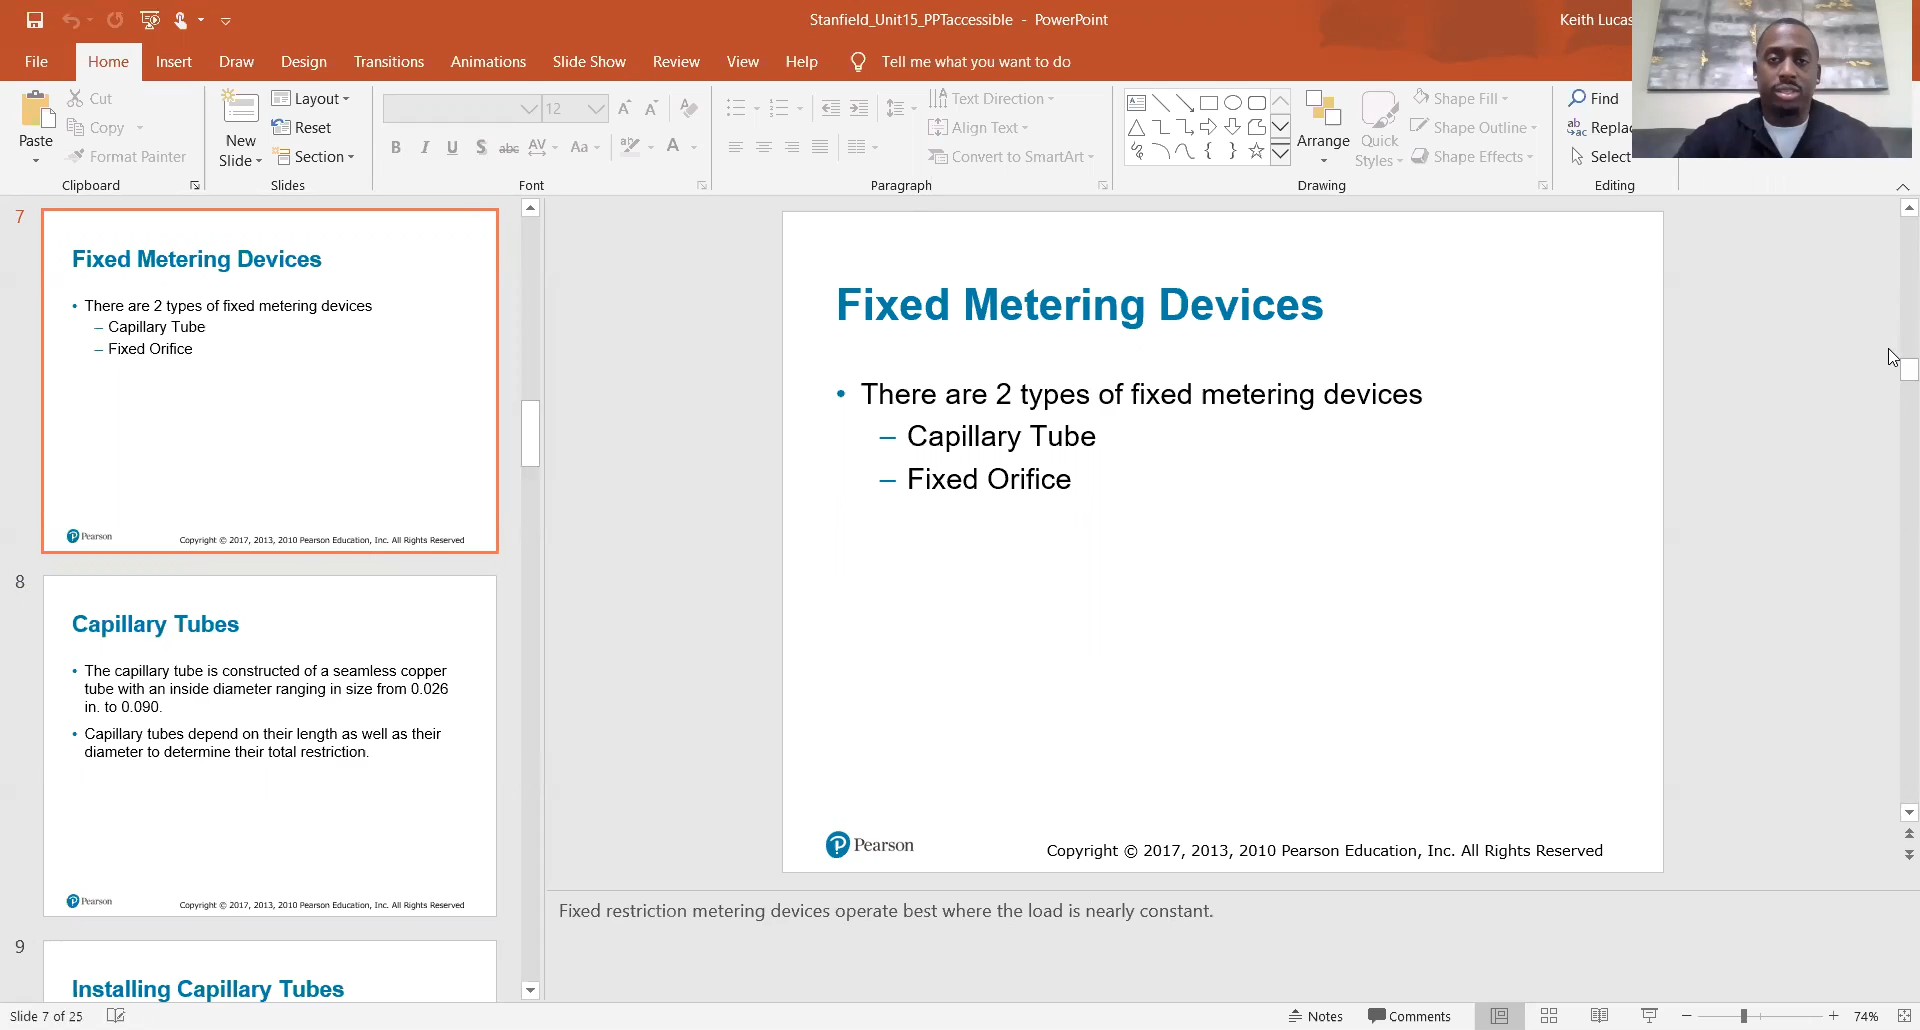 Stanfield_Unit15_PPTaccessible - PowerPoint
Keith Lucas
File Home Insert Draw Design Transitions Animations Slide Show Review View Help Tell me what you want to do
Paste
Cut
Copy
Format Painter
Clipboard
New
Slide
Layout
Reset
Section
Slides
12
B I U S abc AV Aa A
Font
Text Direction
Align Text
Convert to SmartArt
Paragraph
Arrange
Quick
Styles
Shape Fill
Shape Outline
Shape Effects
Drawing
Find
Replac
Select
Editing
7
Fixed Metering Devices
• There are 2 types of fixed metering devices
– Capillary Tube
– Fixed Orifice
Pearson
Copyright © 2017, 2013, 2010 Pearson Education, Inc. All Rights Reserved
8
Capillary Tubes
• The capillary tube is constructed of a seamless copper
tube with an inside diameter ranging in size from 0.026
in. to 0.090.
• Capillary tubes depend on their length as well as their
diameter to determine their total restriction.
Pearson
Copyright © 2017, 2013, 2010 Pearson Education, Inc. All Rights Reserved
9
Installing Capillary Tubes
Fixed Metering Devices
• There are 2 types of fixed metering devices
– Capillary Tube
– Fixed Orifice
Pearson
Copyright © 2017, 2013, 2010 Pearson Education, Inc. All Rights Reserved
Fixed restriction metering devices operate best where the load is nearly constant.
Slide 7 of 25
Notes
Comments
74%